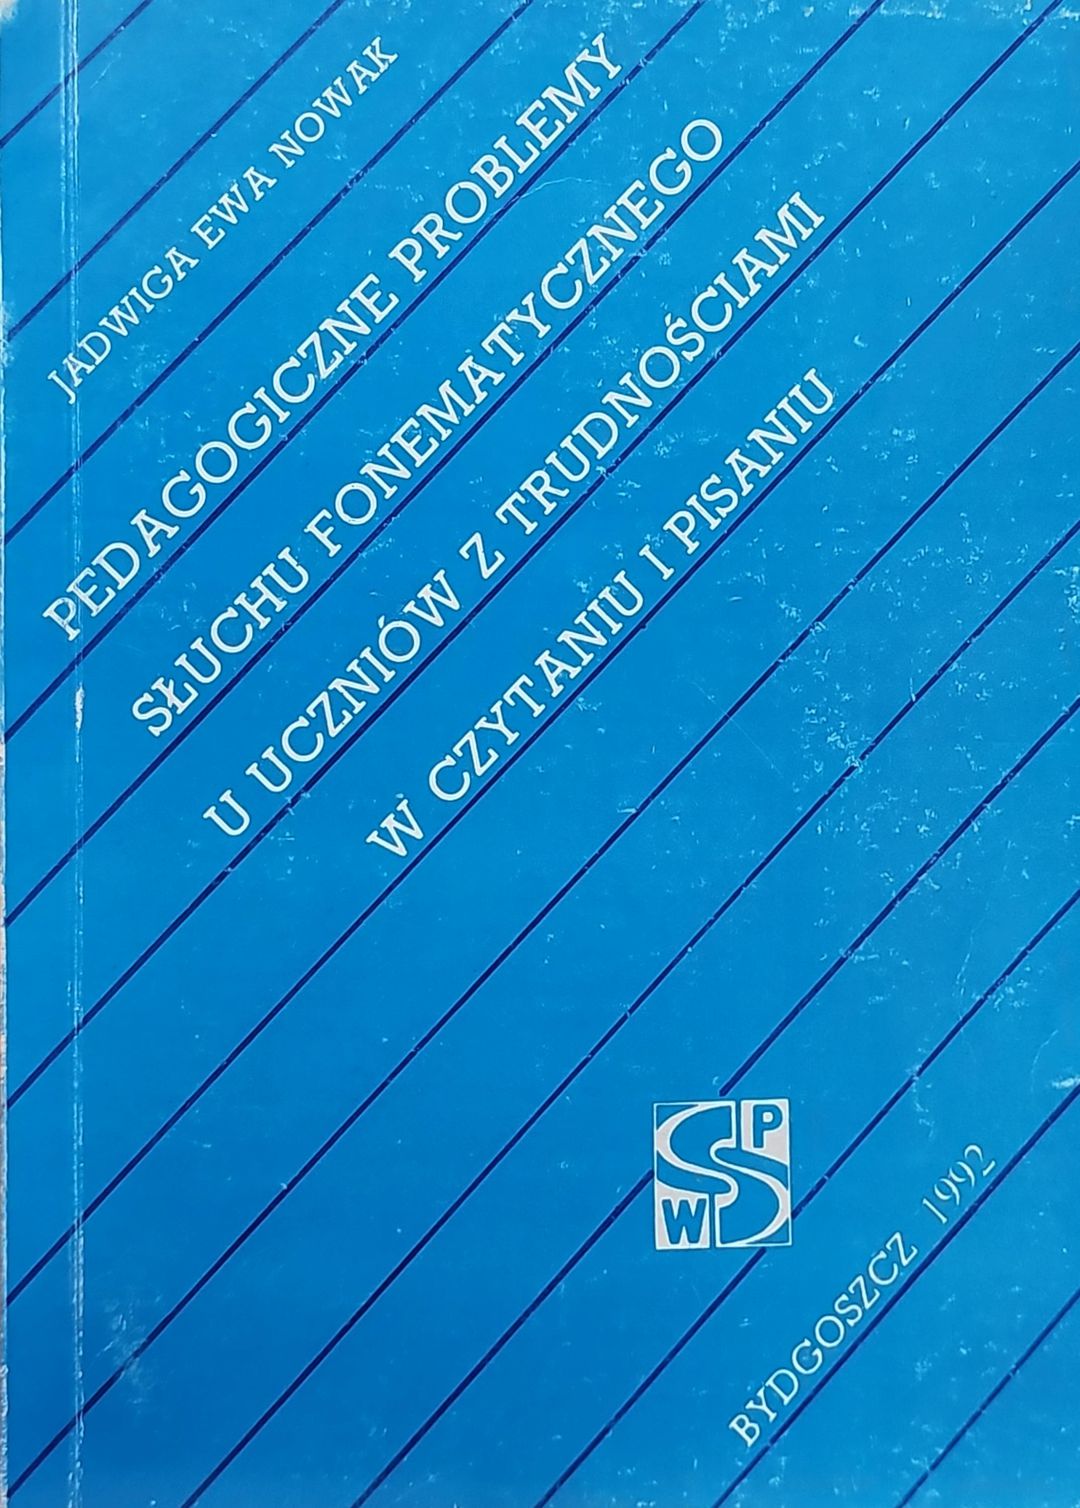 JADWIGA EWA NOWAK
PEDAGOGICZNE PROBLEMY
SŁUCHU FONEMATYCZNEGO
U UCZNIÓW Z TRUDNOŚCIAMI
W CZYTANIU I PISANIU
WSP
BYDGOSZCZ 1992